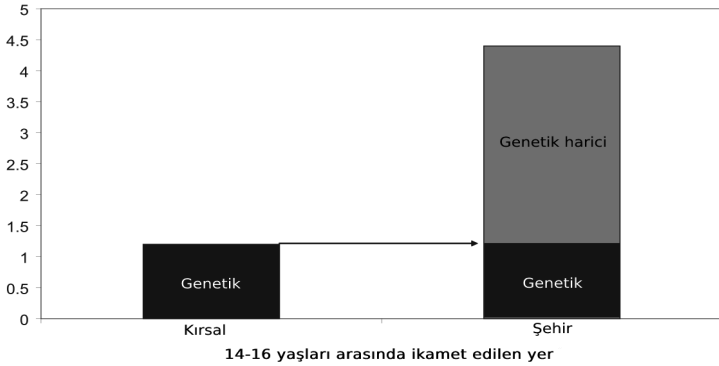 5
4.5
4
3.5
3
2.5
2
1.5
1
0.5
0
Genetik harici
Genetik
Genetik
Kırsal
Şehir
14-16 yaşları arasında ikamet edilen yer